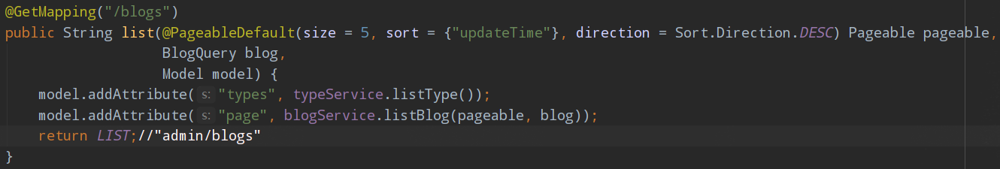 @GetMapping("/blogs")
public String list(@PageableDefault(size = 5, sort = {"updateTime"}, direction = Sort.Direction.DESC) Pageable pageable,
BlogQuery blog,
Model model) {
model.addAttribute( s: "types", typeService.listType());
model.addAttribute( s: "page", blogService.listBlog(pageable, blog));
return LIST;//"admin/blogs"
}